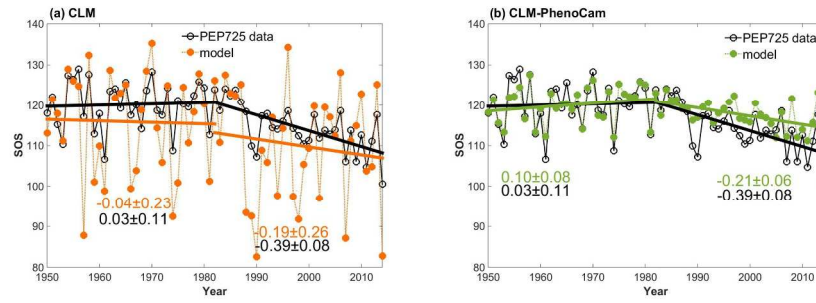 (a) CLM
140
130
120
110
100
90
80
SOS
PEP725 data
model
-0.04±0.23
0.03±0.11
-0.19±0.26
-0.39±0.08
1950 1960 1970 1980 1990 2000 2010
Year
(b) CLM-PhenoCam
140
130
120
110
100
90
80
SOS
PEP725 data
model
0.10±0.08
0.03±0.11
-0.21±0.06
-0.39±0.08
1950 1960 1970 1980 1990 2000 2010
Year